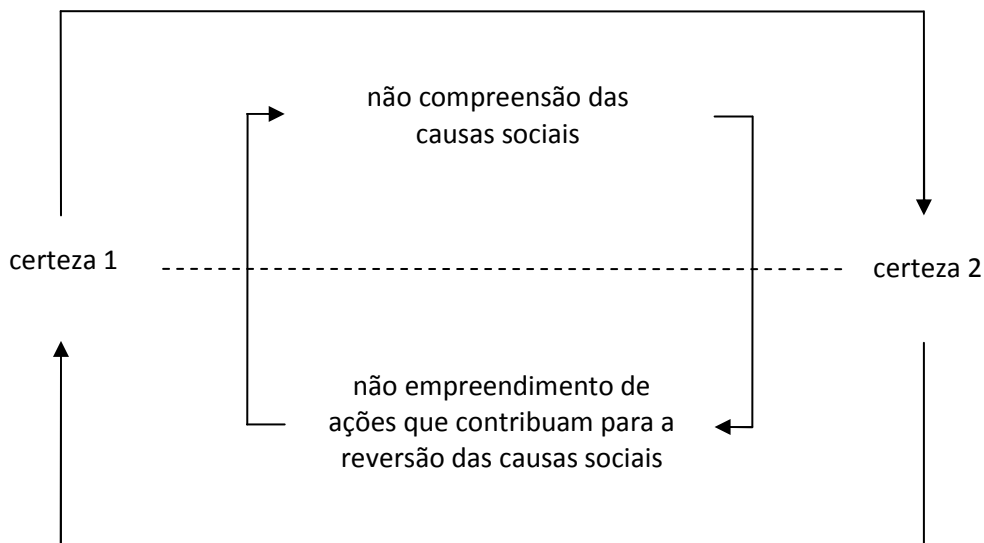 não compreensão das
causas sociais
certeza 1
certeza 2
não empreendimento de
ações que contribuam para a
reversão das causas sociais